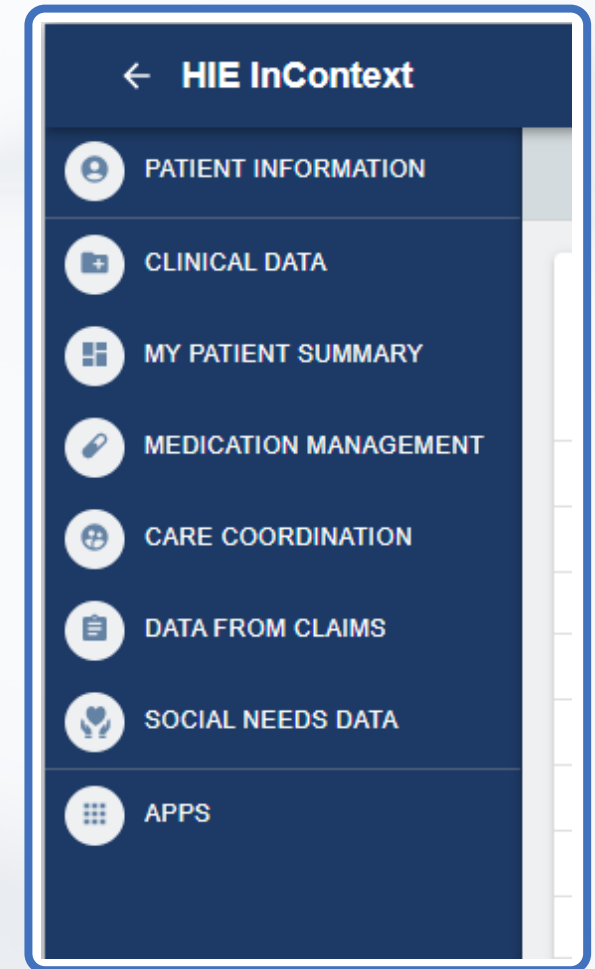 ← HIE InContext
PATIENT INFORMATION
CLINICAL DATA
MY PATIENT SUMMARY
MEDICATION MANAGEMENT
CARE COORDINATION
DATA FROM CLAIMS
SOCIAL NEEDS DATA
APPS